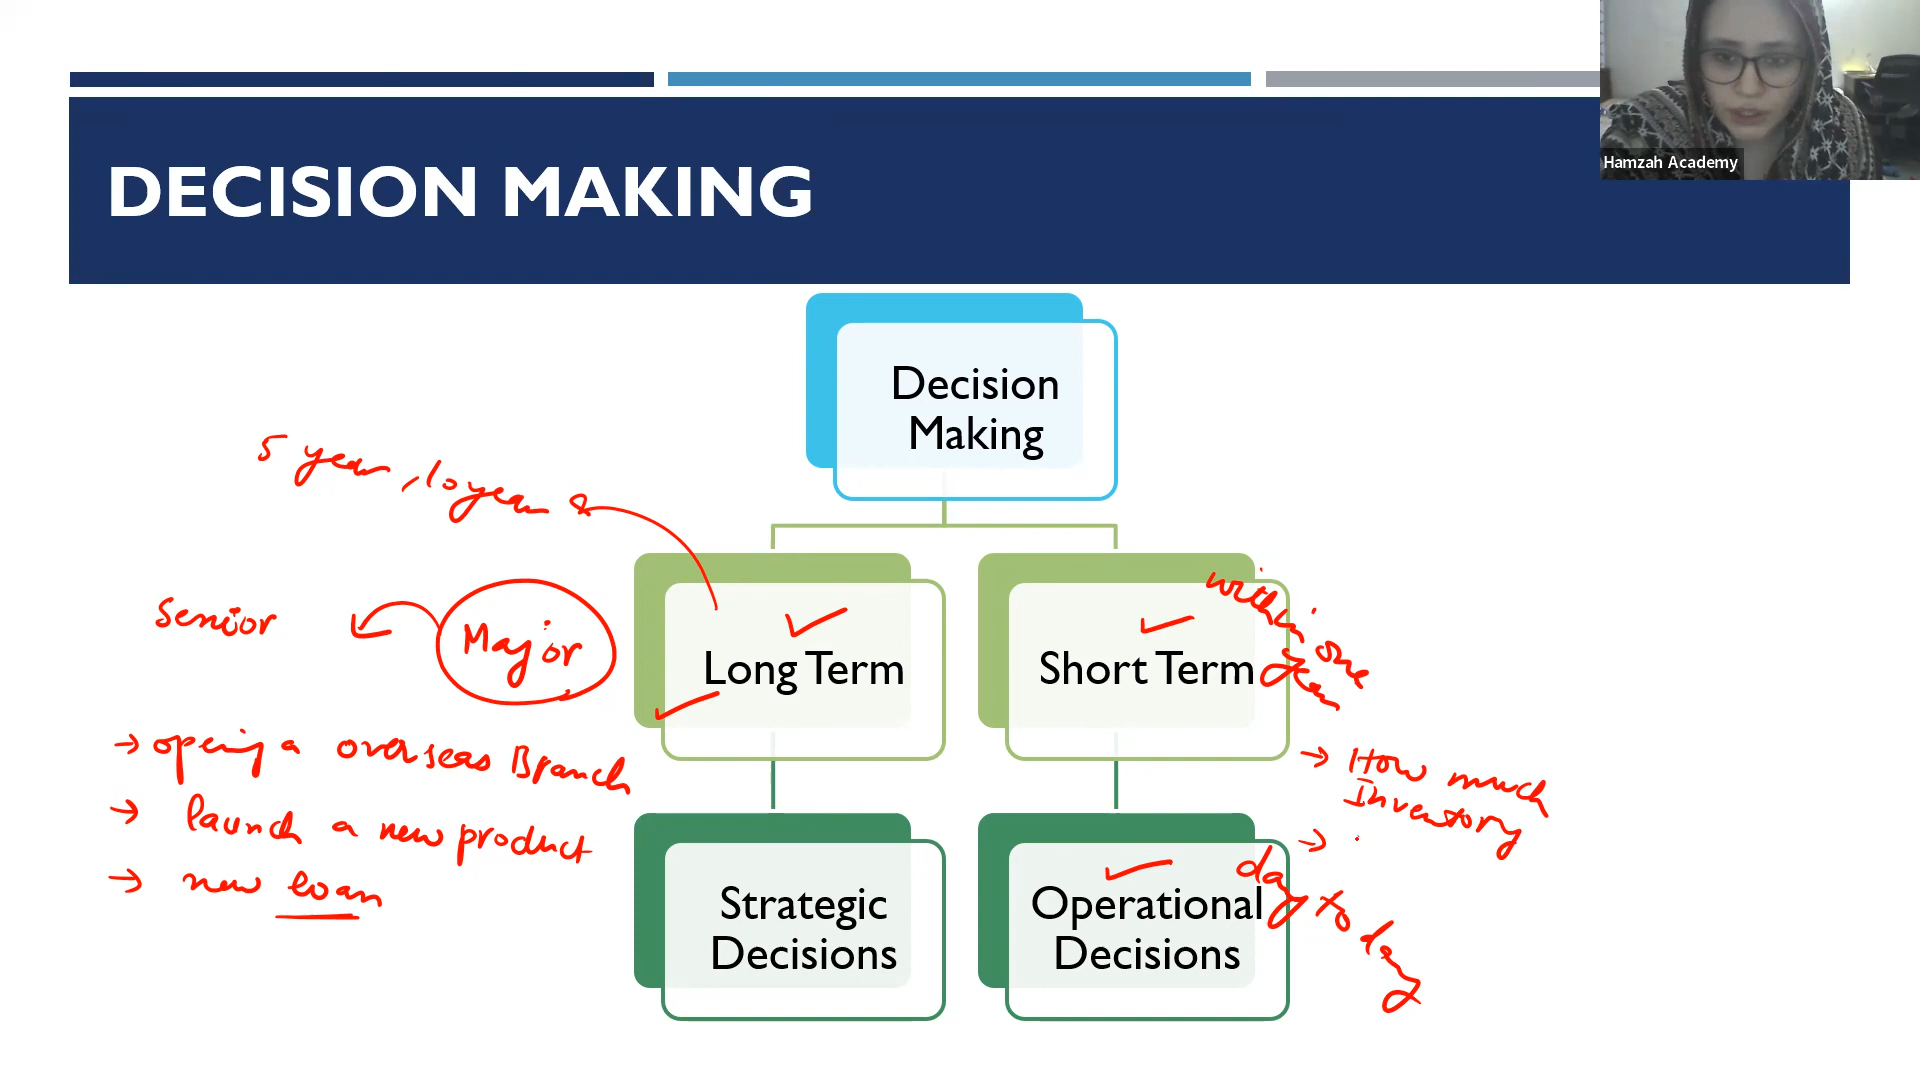 Hamzah Academy
DECISION MAKING
Decision
Making
5 year, 10 year
Long Term
Short Term
within one
year
Senior
Major
→ opening a overseas Branch
→ launch a new product
→ new loan
→ How much
Inventory
→
Strategic
Decisions
Operational
Decisions
day to day